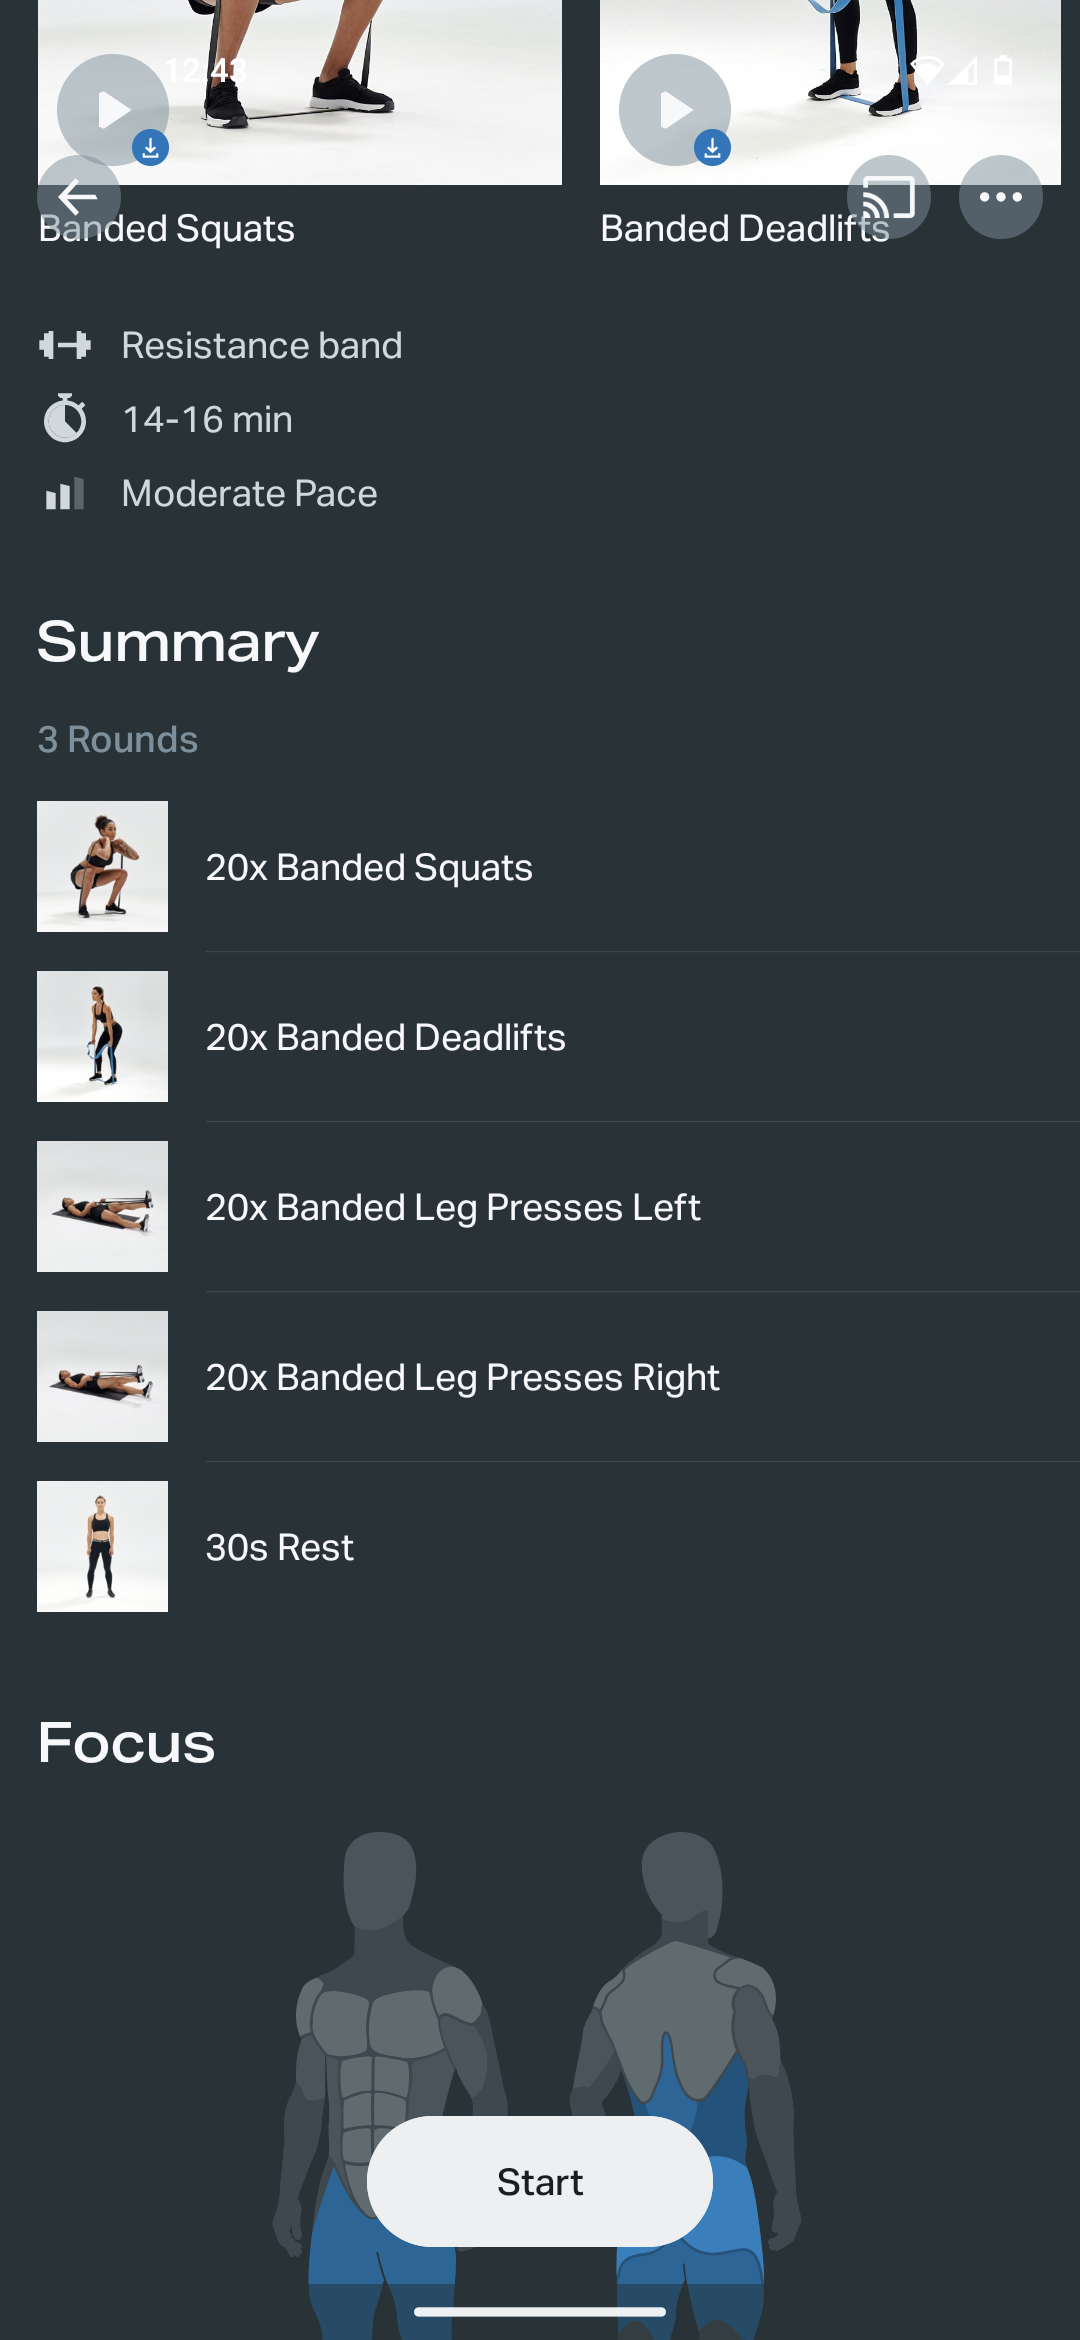 12:43
Banded Squats
Banded Deadlifts
Resistance band
14-16 min
Moderate Pace
Summary
3 Rounds
20x Banded Squats
20x Banded Deadlifts
20x Banded Leg Presses Left
20x Banded Leg Presses Right
30s Rest
Focus
Start